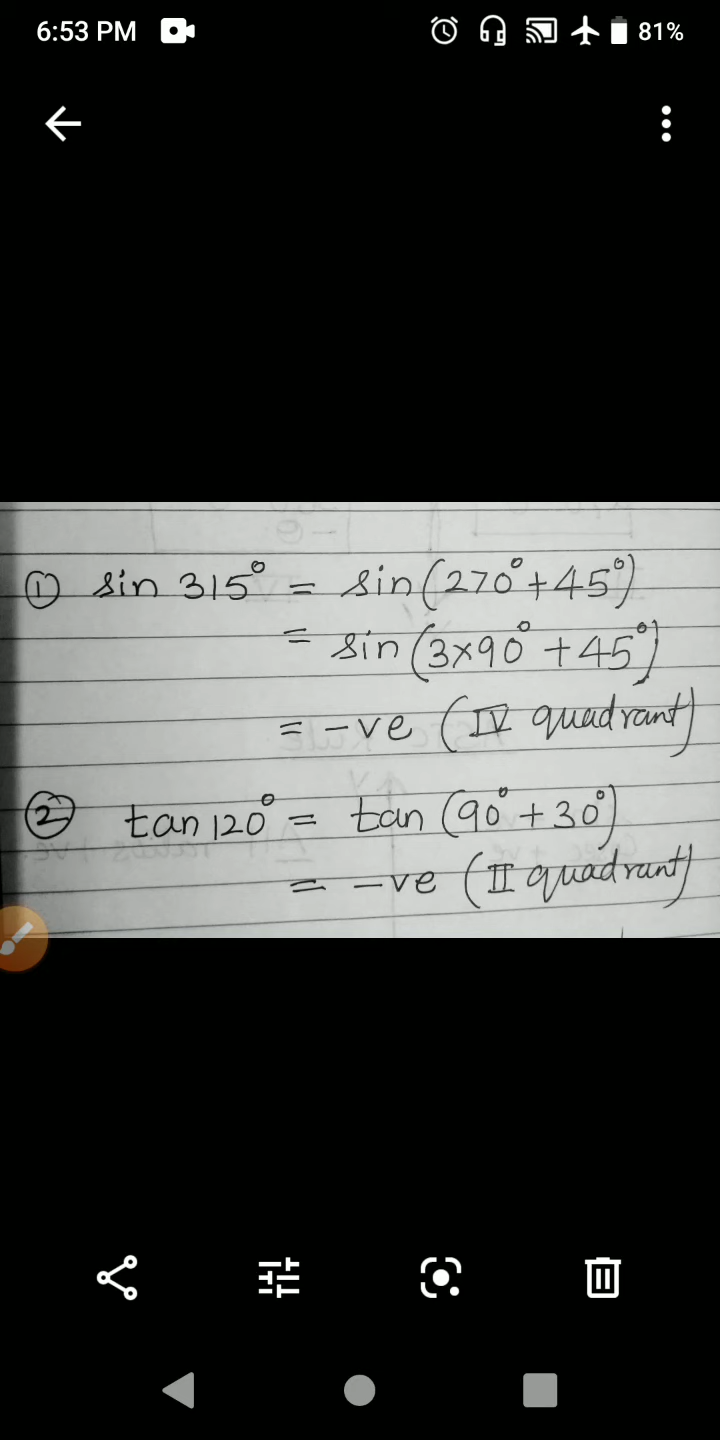 6:53 PM 81%
① sin 315° = sin(270°+45°)
= sin(3×90°+45°)
= -ve (IV quadrant)
② tan 120° = tan (90°+30°)
= -ve (II quadrant)